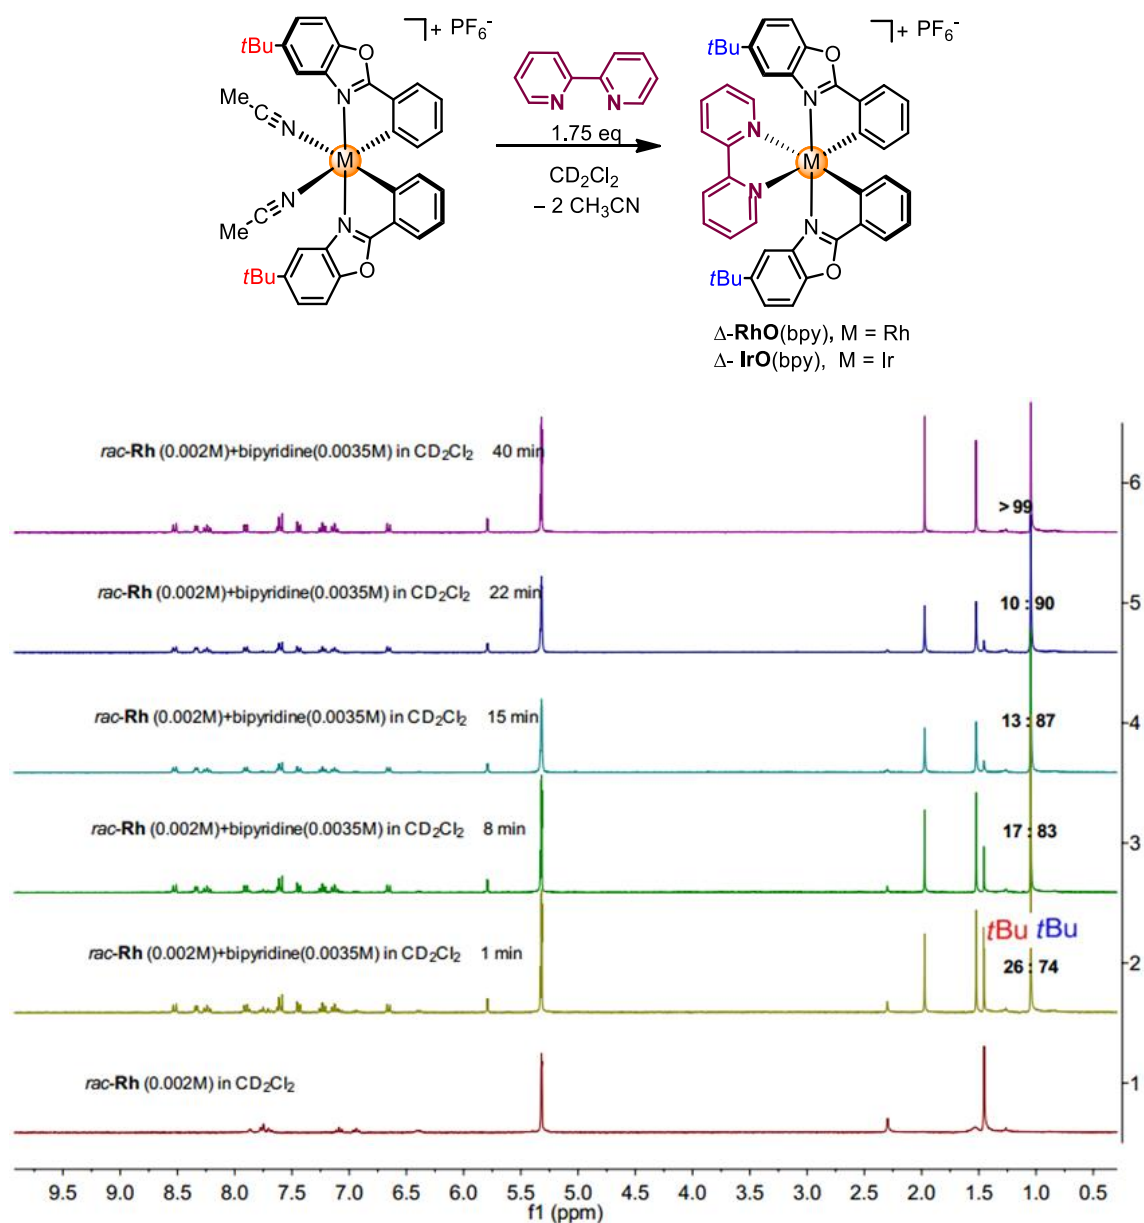 tBu
O
N
Me
C
N
M
N
C
Me
N
O
tBu
]+ PF6-
N N
1.75 eq
CD2Cl2
– 2 CH3CN
tBu
O
N
N
M
N
N
O
tBu
]+ PF6-
Δ-RhO(bpy), M = Rh
Δ- IrO(bpy), M = Ir
rac-Rh (0.002M)+bipyridine(0.0035M) in CD2Cl2 40 min
> 99
6
rac-Rh (0.002M)+bipyridine(0.0035M) in CD2Cl2 22 min
10 : 90
5
rac-Rh (0.002M)+bipyridine(0.0035M) in CD2Cl2 15 min
13 : 87
4
rac-Rh (0.002M)+bipyridine(0.0035M) in CD2Cl2 8 min
17 : 83
3
tBu tBu
rac-Rh (0.002M)+bipyridine(0.0035M) in CD2Cl2 1 min
26 : 74
2
rac-Rh (0.002M) in CD2Cl2
1
9.5 9.0 8.5 8.0 7.5 7.0 6.5 6.0 5.5 5.0 4.5 4.0 3.5 3.0 2.5 2.0 1.5 1.0 0.5
f1 (ppm)